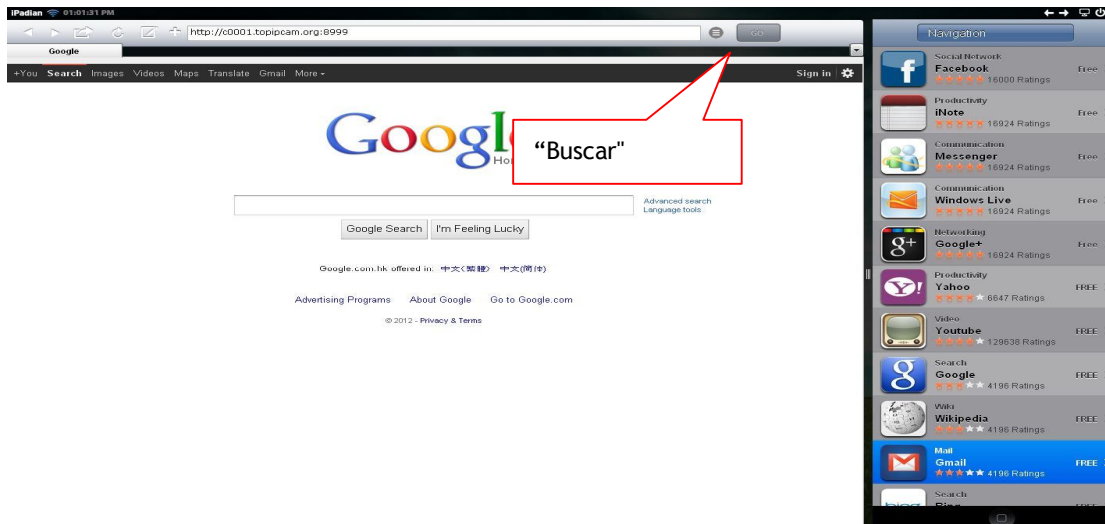 iPadian 01:01:31 PM
http://c0001.topipcam.org:8999
GO
Google
+You Search Images Videos Maps Translate Gmail More
Sign in
Google
“Buscar"
Advanced search
Language tools
Google Search I'm Feeling Lucky
Google.com.hk offered in: 中文(繁體) 中文(简体)
Advertising Programs About Google Go to Google.com
© 2012 - Privacy & Terms
Navigation
Social Network
Facebook Free
16000 Ratings
Productivity
iNote Free
16924 Ratings
Communication
Messenger Free
16924 Ratings
Communication
Windows Live Free
16924 Ratings
Networking
Google+ Free
16924 Ratings
Productivity
Yahoo FREE
6647 Ratings
Video
Youtube FREE
129638 Ratings
Search
Google FREE
4196 Ratings
Wiki
Wikipedia FREE
4196 Ratings
Mail
Gmail FREE
4196 Ratings
Search